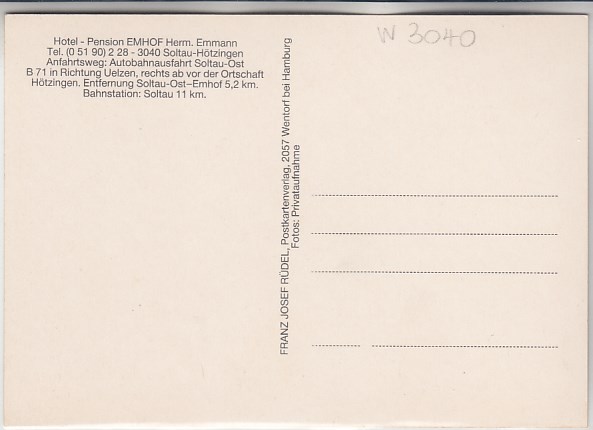 Hotel - Pension EMHOF Herm. Emmann
Tel. (0 51 90) 2 28 - 3040 Soltau-Hötzingen
Anfahrtsweg: Autobahnausfahrt Soltau-Ost
B 71 in Richtung Uelzen, rechts ab vor der Ortschaft
Hötzingen. Entfernung Soltau-Ost–Emhof 5,2 km.
Bahnstation: Soltau 11 km.
FRANZ JOSEF RÜDEL, Postkartenverlag, 2057 Wentorf bei Hamburg
Fotos: Privataufnahme
W 3040